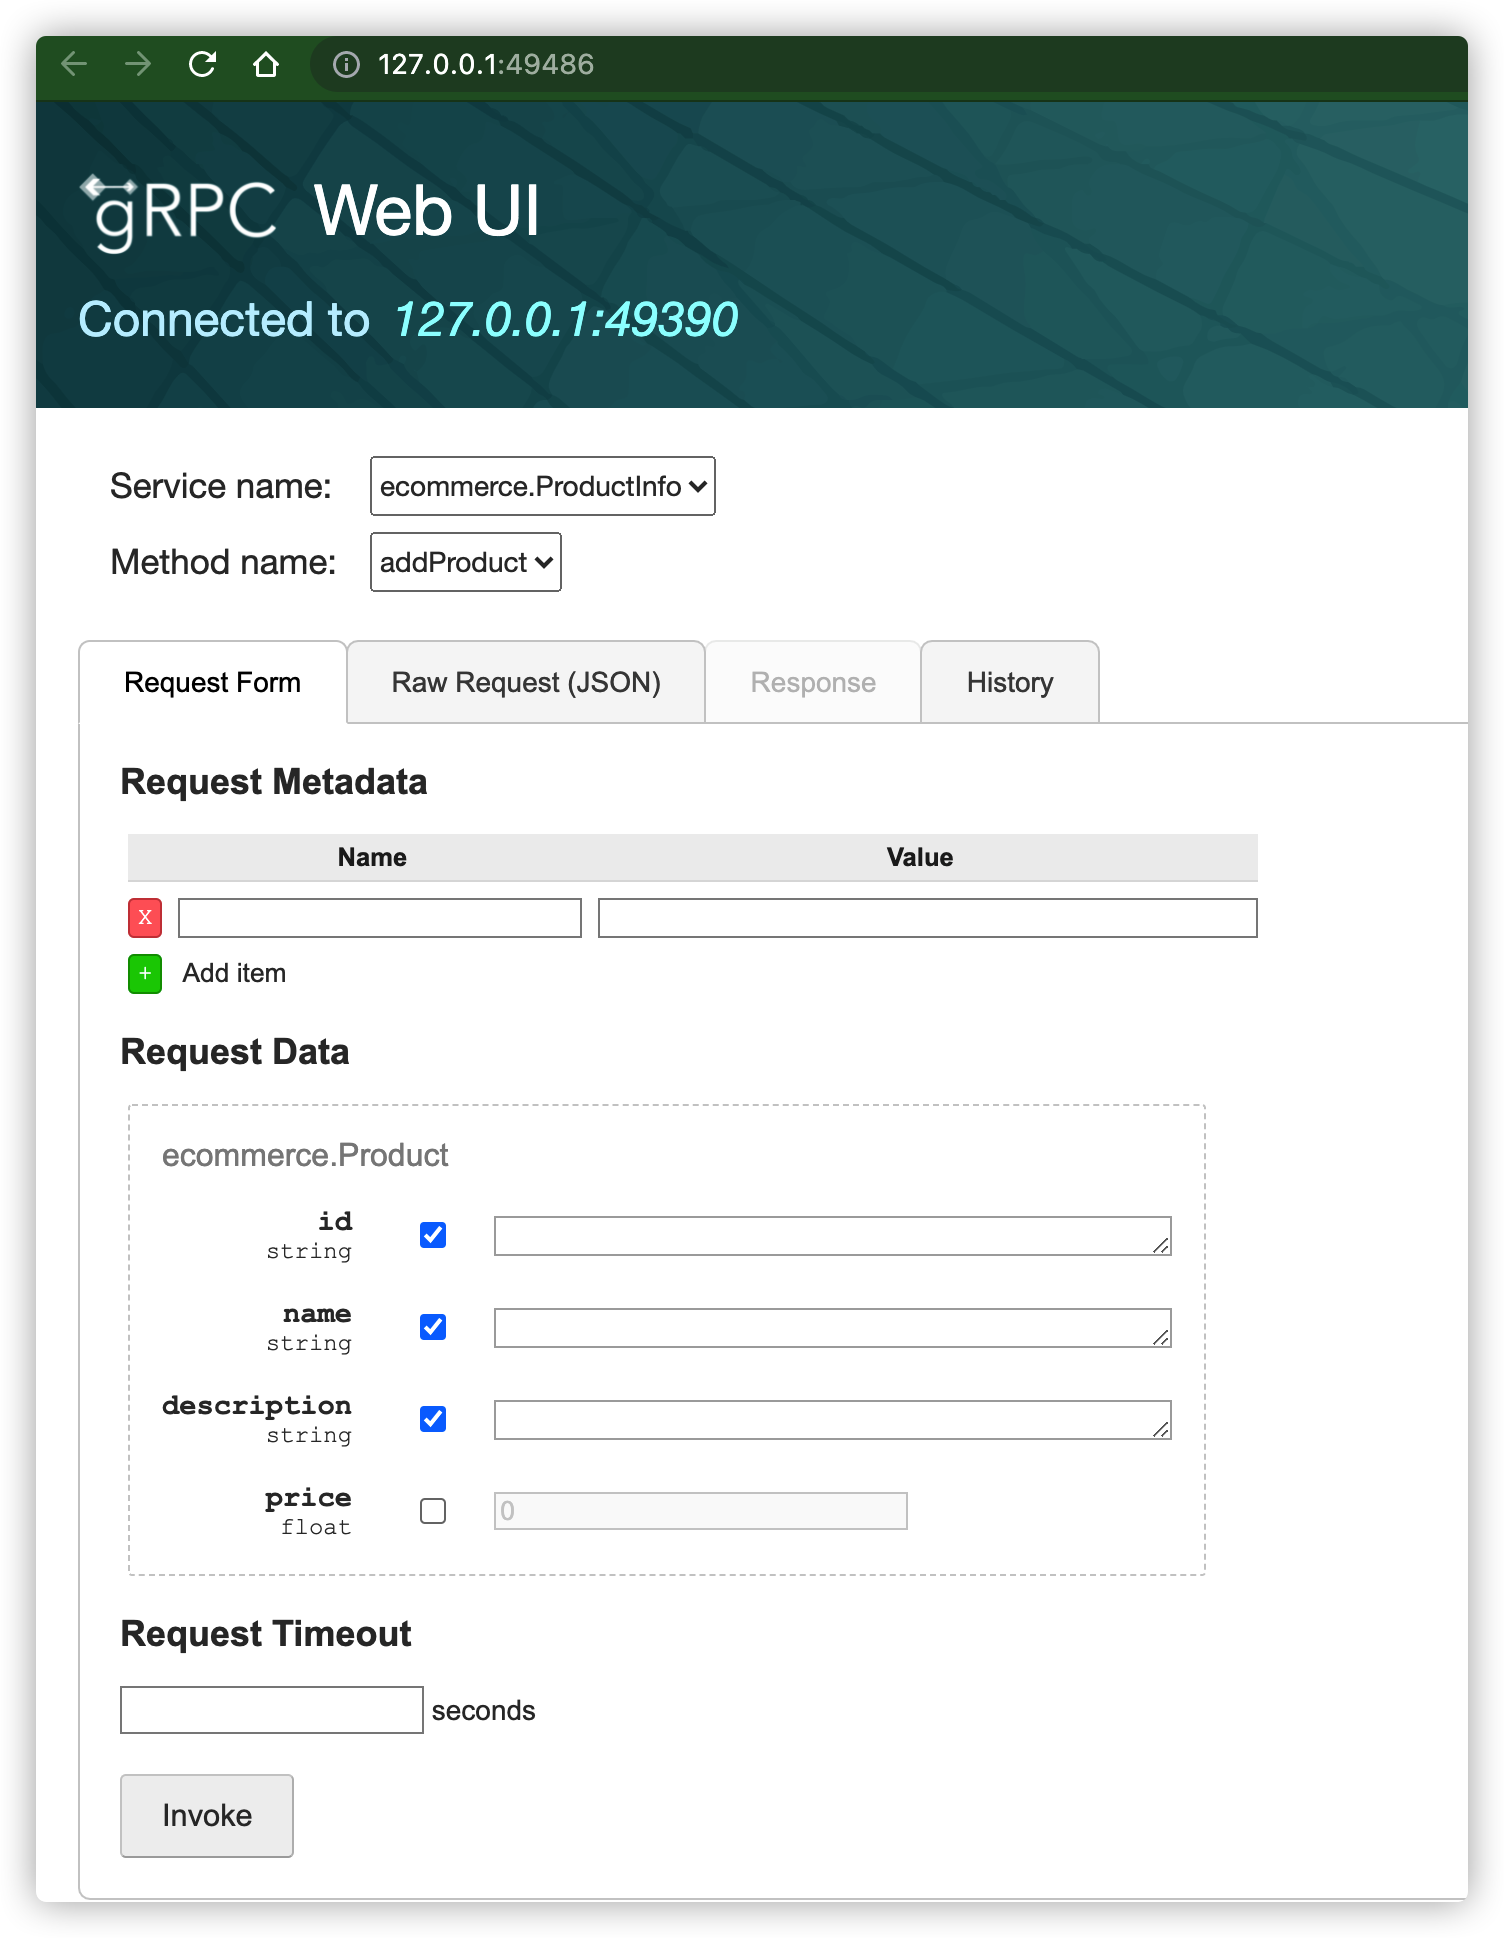 127.0.0.1:49486
gRPC Web UI
Connected to 127.0.0.1:49390
Service name: ecommerce.ProductInfo
Method name: addProduct
Request Form Raw Request (JSON) Response History
Request Metadata
Name Value
X
+ Add item
Request Data
ecommerce.Product
id
string
name
string
description
string
price
float
0
Request Timeout
seconds
Invoke